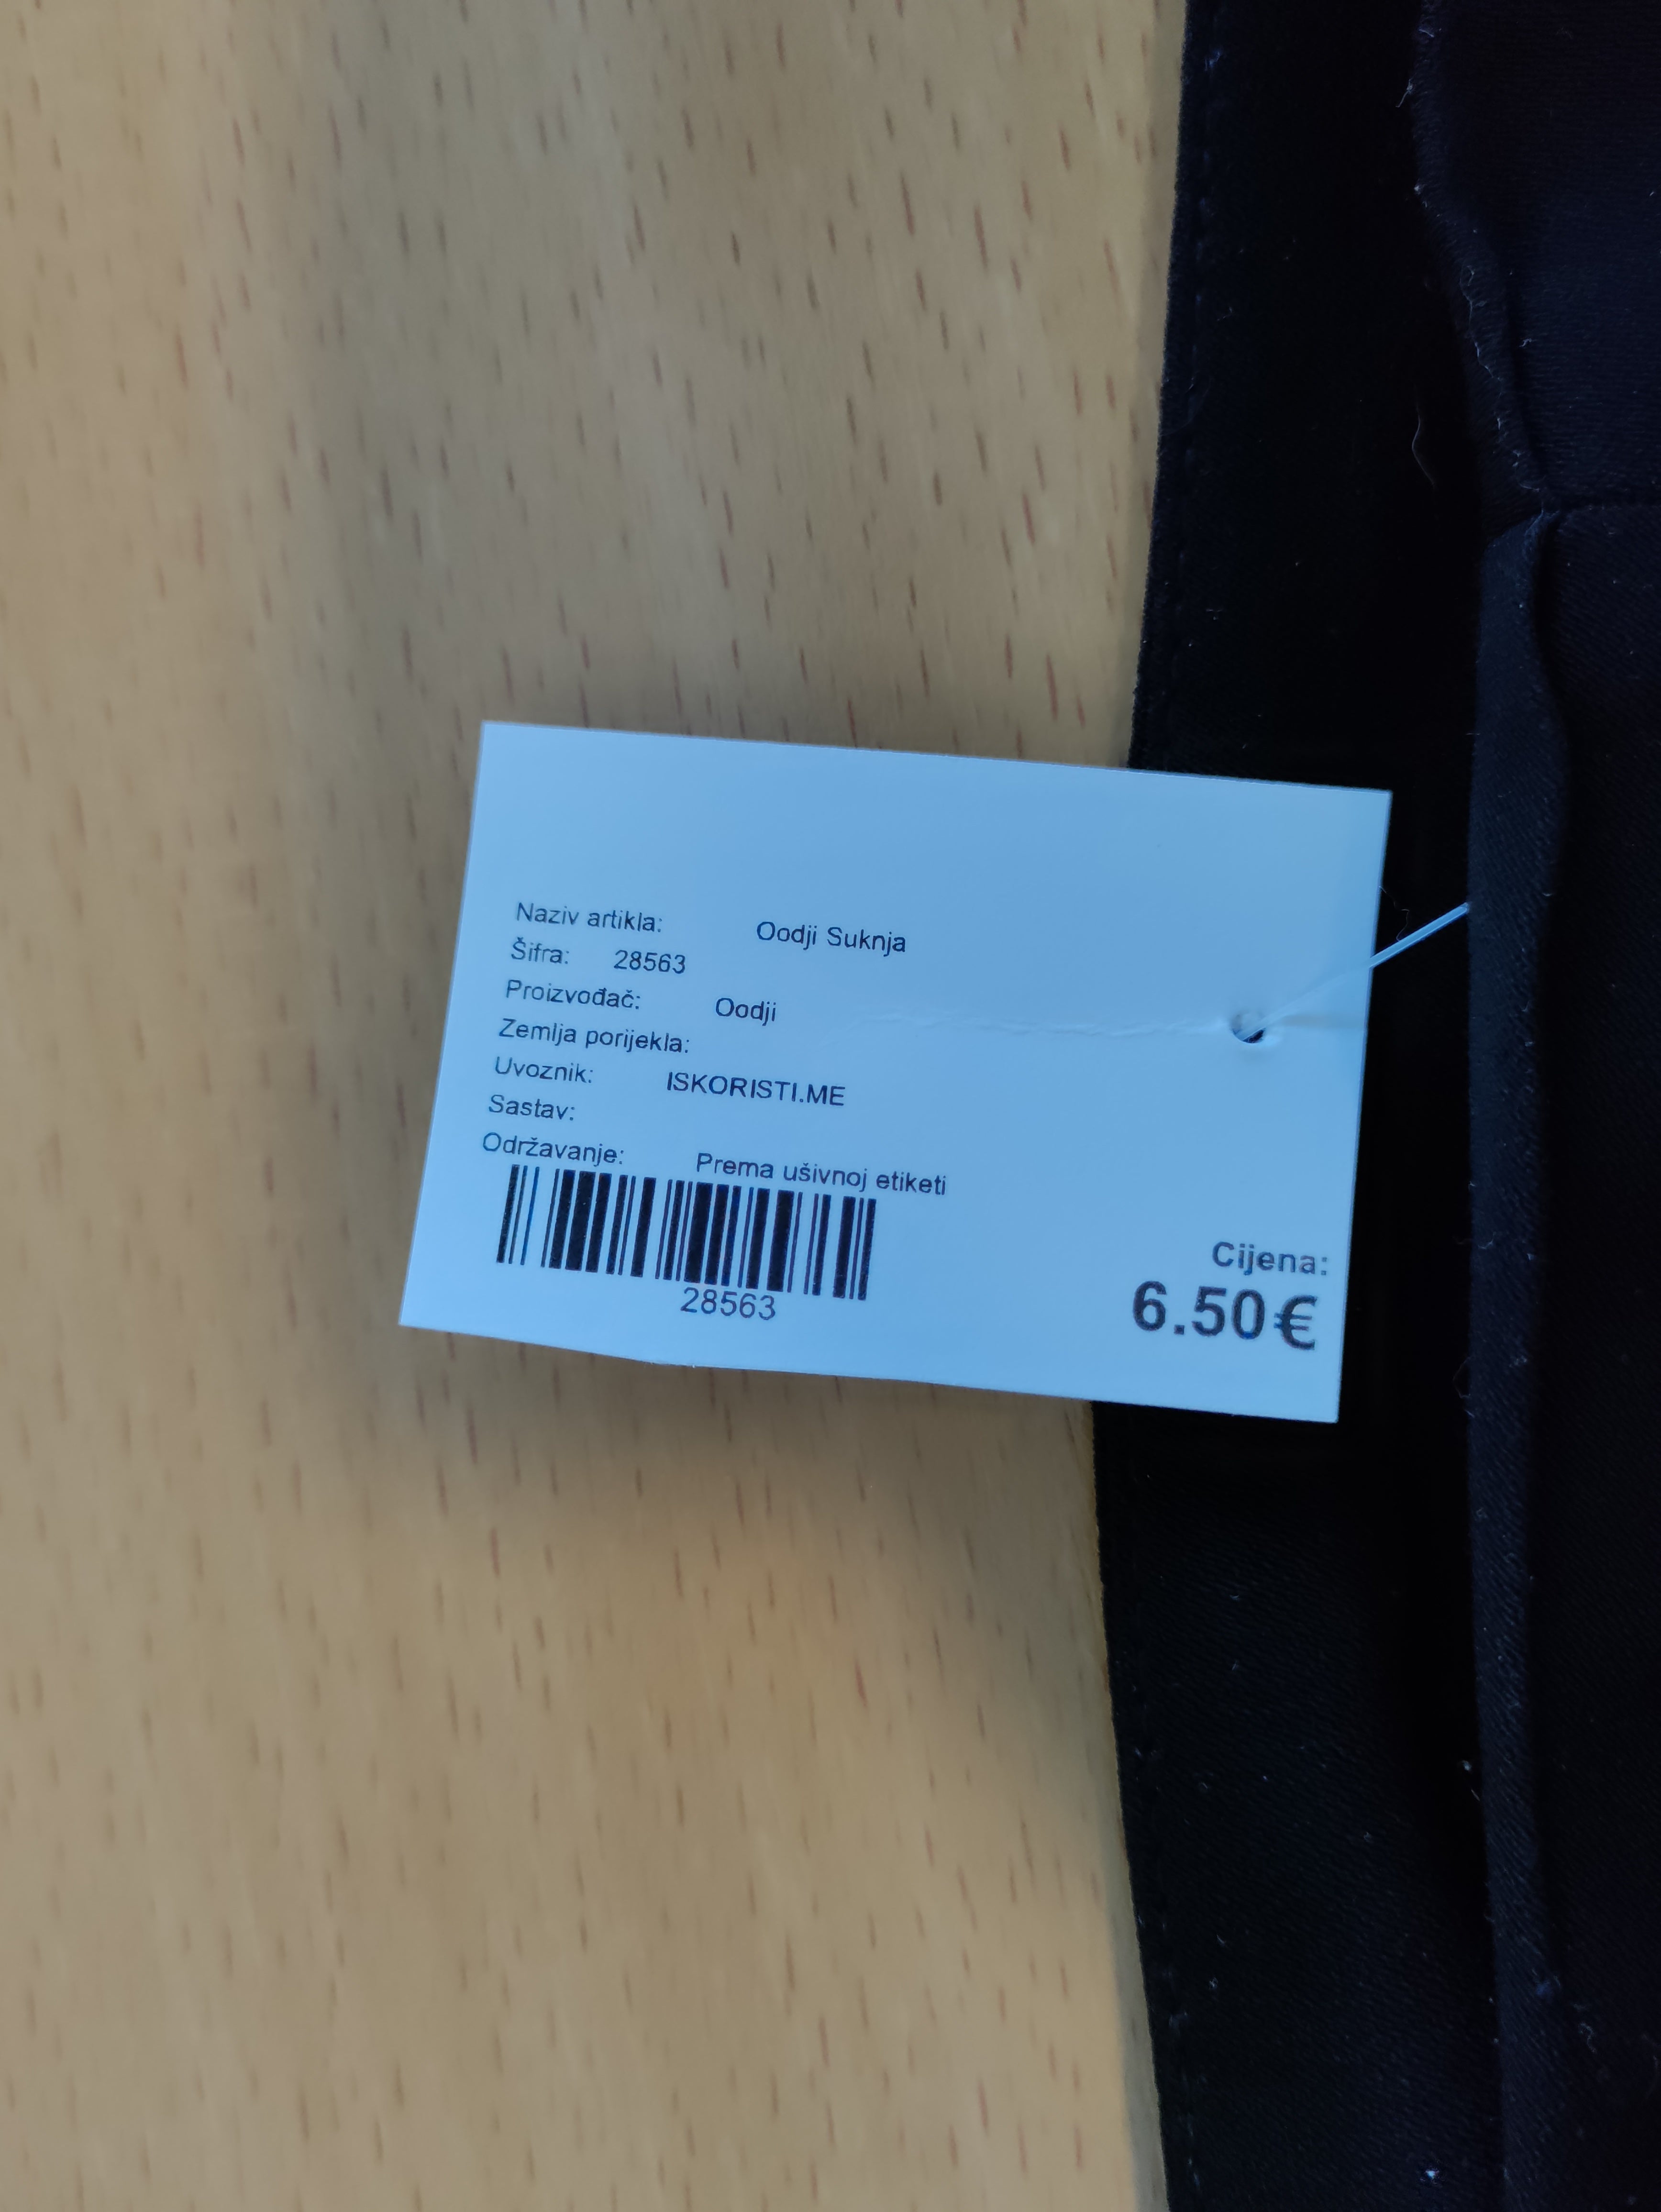 Naziv artikla: Oodji Suknja
Šifra: 28563
Proizvođač: Oodji
Zemlja porijekla:
Uvoznik: ISKORISTI.ME
Sastav:
Održavanje: Prema ušivnoj etiketi
28563
Cijena:
6.50€